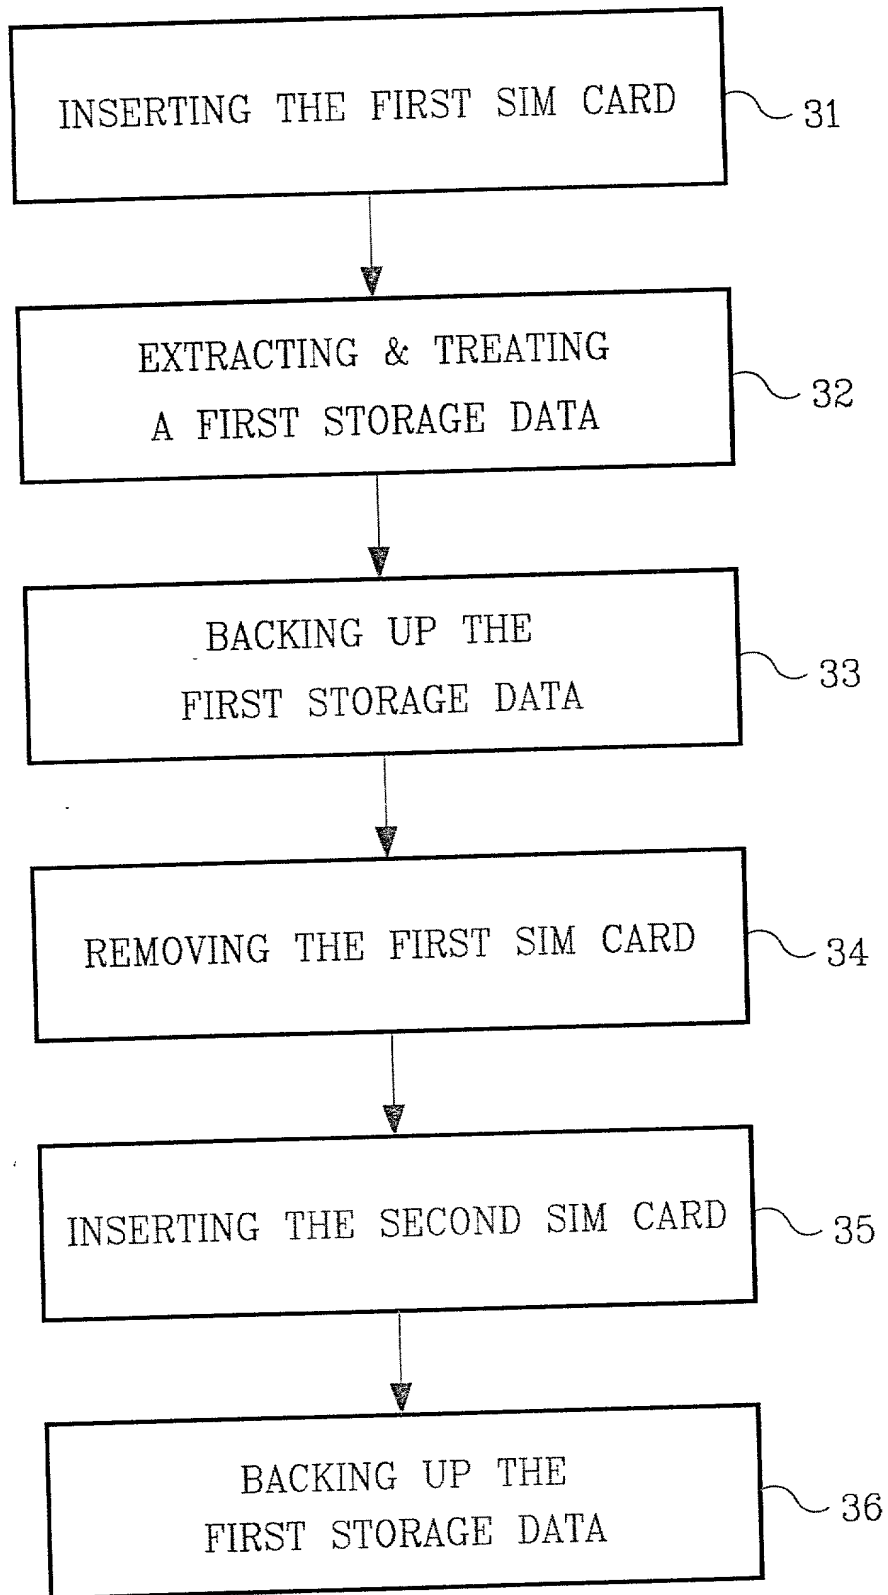 INSERTING THE FIRST SIM CARD
31
EXTRACTING & TREATING
A FIRST STORAGE DATA
32
BACKING UP THE
FIRST STORAGE DATA
33
REMOVING THE FIRST SIM CARD
34
INSERTING THE SECOND SIM CARD
35
BACKING UP THE
FIRST STORAGE DATA
36